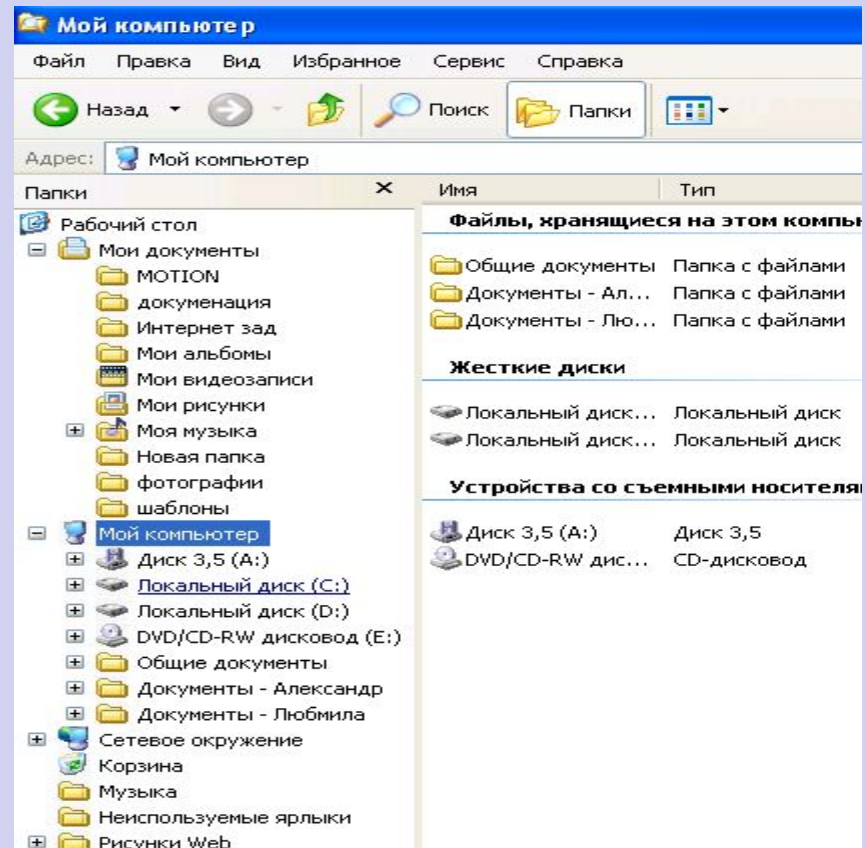 Мой компьютер
Файл Правка Вид Избранное Сервис Справка
Назад Поиск Папки
Адрес: Мой компьютер
Папки
Рабочий стол
Мои документы
MOTION
докуменация
Интернет зад
Мои альбомы
Мои видеозаписи
Мои рисунки
Моя музыка
Новая папка
фотографии
шаблоны
Мой компьютер
Диск 3,5 (A:)
Локальный диск (C:)
Локальный диск (D:)
DVD/CD-RW дисковод (E:)
Общие документы
Документы - Александр
Документы - Любмила
Сетевое окружение
Корзина
Музыка
Неиспользуемые ярлыки
Рисунки Web
Имя Тип
Файлы, хранящиеся на этом компь
Общие документы Папка с файлами
Документы - Ал... Папка с файлами
Документы - Лю... Папка с файлами
Жесткие диски
Локальный диск... Локальный диск
Локальный диск... Локальный диск
Устройства со съемными носителя
Диск 3,5 (A:) Диск 3,5
DVD/CD-RW дис... CD-дисковод